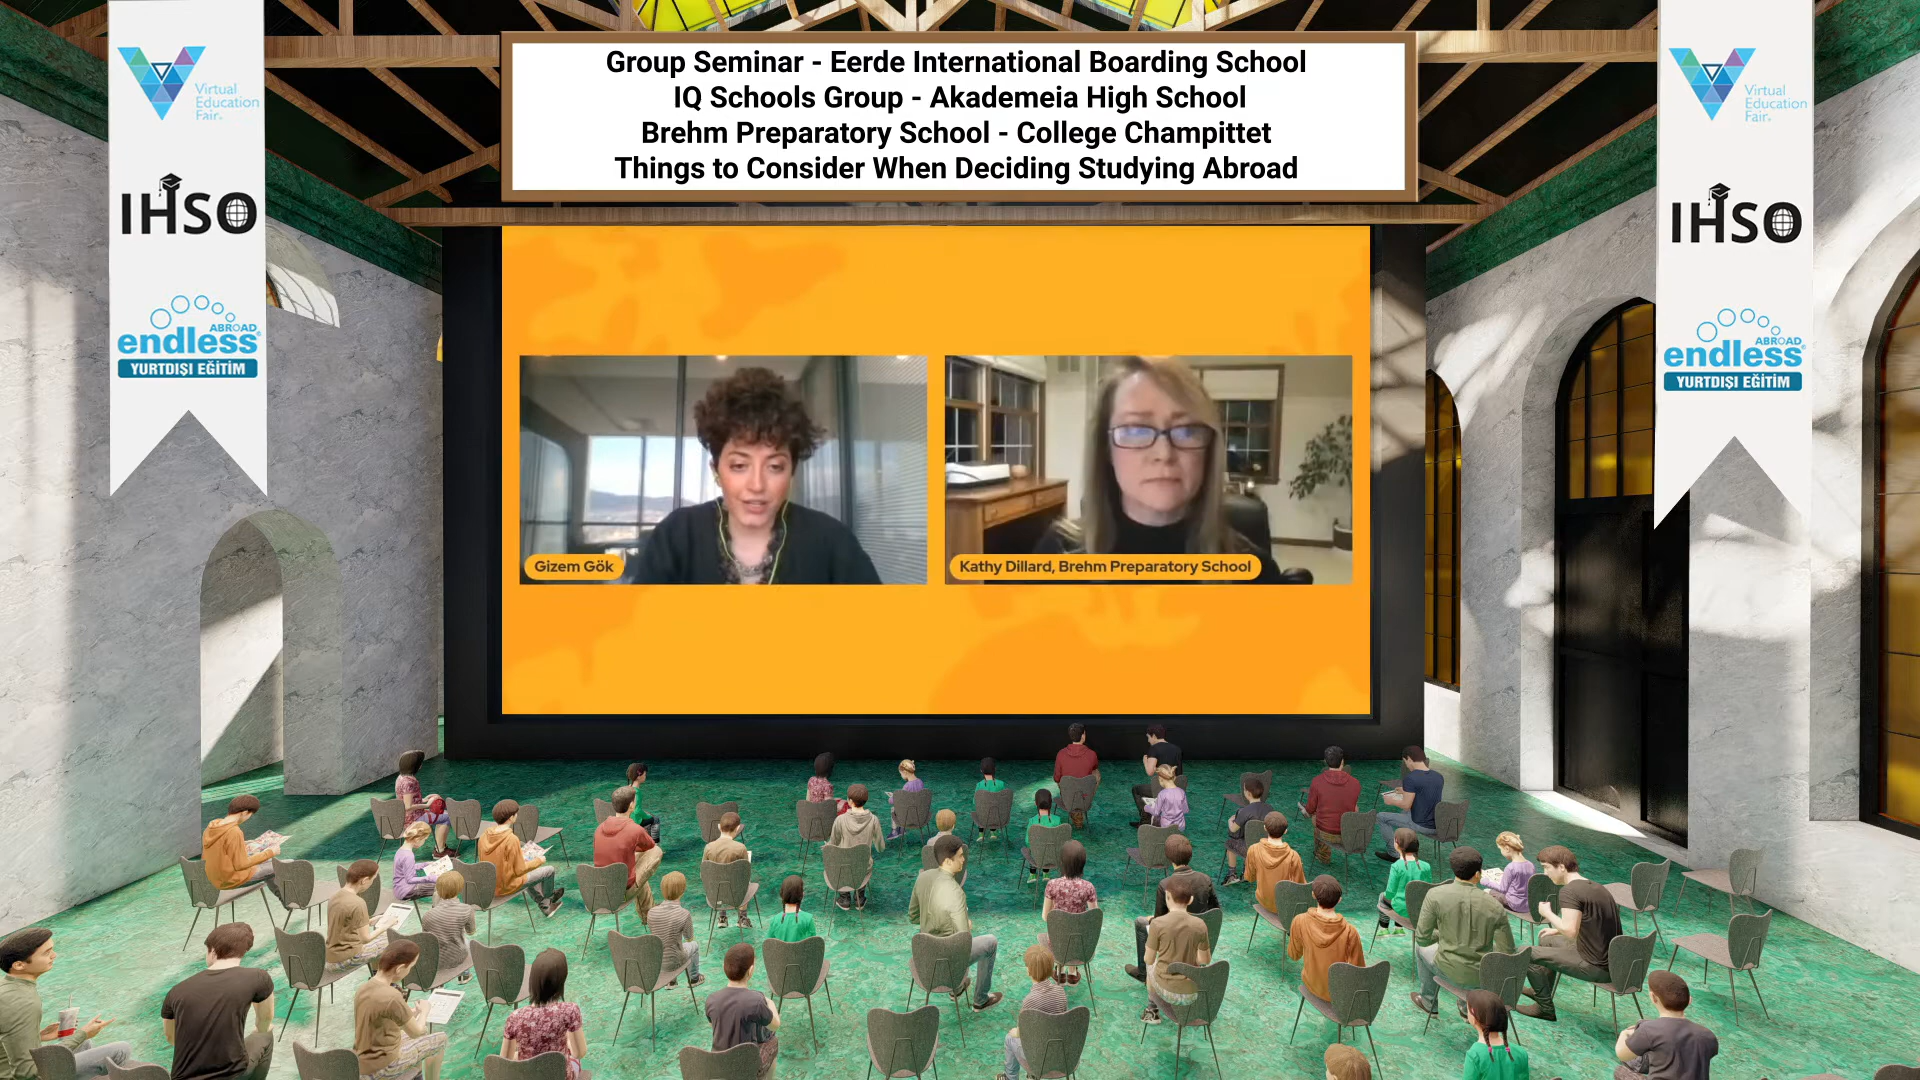 Group Seminar - Eerde International Boarding School
IQ Schools Group - Akademeia High School
Brehm Preparatory School - College Champittet
Things to Consider When Deciding Studying Abroad
Virtual
Education
Fair
IHSO
ABROAD
endless
YURTDIŞI EĞİTİM
Virtual
Education
Fair
IHSO
ABROAD
endless
YURTDIŞI EĞİTİM
Gizem Gök
Kathy Dillard, Brehm Preparatory School